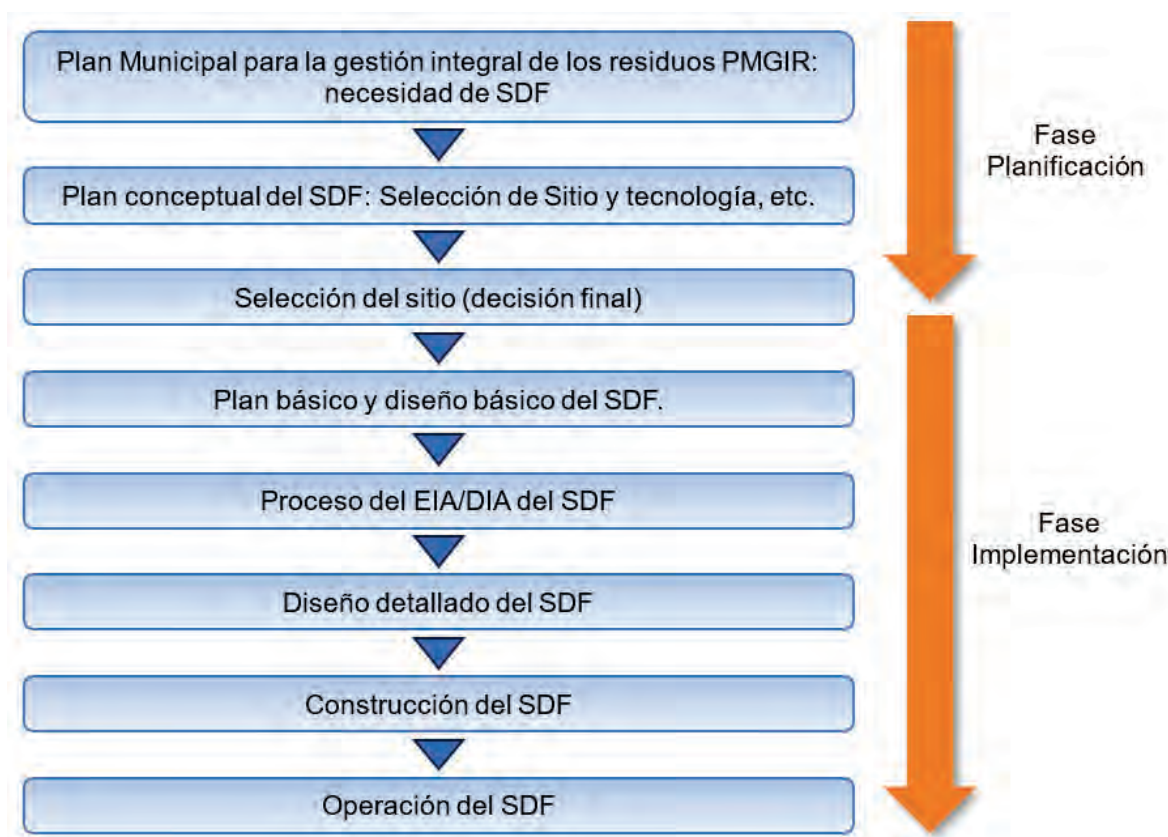 Plan Municipal para la gestión integral de los residuos PMGIR:
necesidad de SDF
Plan conceptual del SDF: Selección de Sitio y tecnología, etc.
Selección del sitio (decisión final)
Plan básico y diseño básico del SDF.
Proceso del EIA/DIA del SDF
Diseño detallado del SDF
Construcción del SDF
Operación del SDF
Fase
Planificación
Fase
Implementación